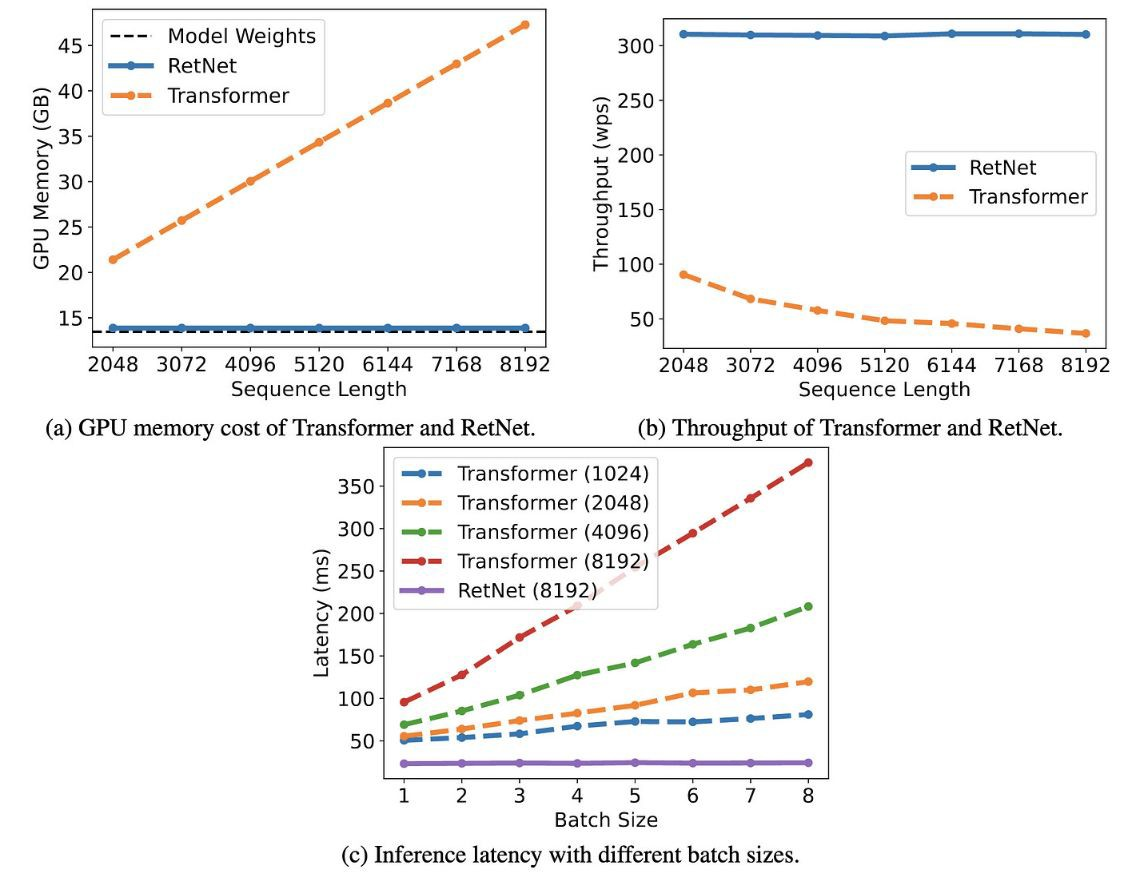 45
40
35
30
25
20
15
GPU Memory (GB)
Model Weights
RetNet
Transformer
2048 3072 4096 5120 6144 7168 8192
Sequence Length
(a) GPU memory cost of Transformer and RetNet.
300
250
200
150
100
50
Throughput (wps)
RetNet
Transformer
2048 3072 4096 5120 6144 7168 8192
Sequence Length
(b) Throughput of Transformer and RetNet.
350
300
250
200
150
100
50
Latency (ms)
Transformer (1024)
Transformer (2048)
Transformer (4096)
Transformer (8192)
RetNet (8192)
1 2 3 4 5 6 7 8
Batch Size
(c) Inference latency with different batch sizes.